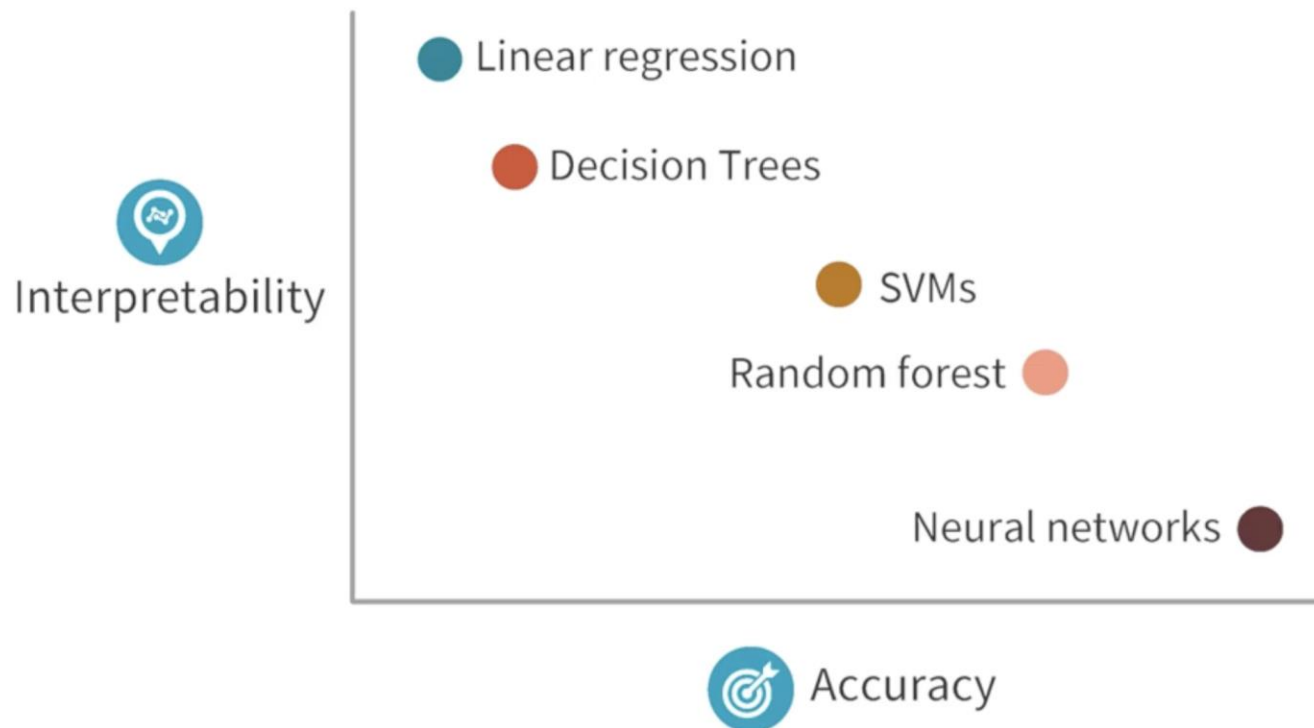 Linear regression
Decision Trees
Interpretability
SVMs
Random forest
Neural networks
Accuracy